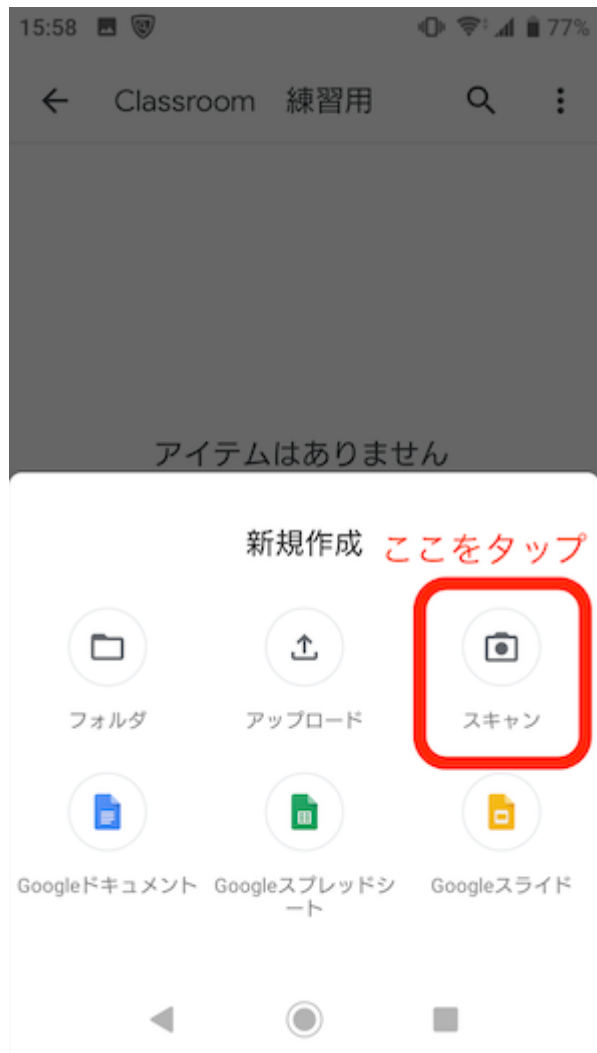 15:58 77%
Classroom 練習用
アイテムはありません
新規作成 ここをタップ
フォルダ アップロード スキャン
Googleドキュメント Googleスプレッドシ Googleスライド
ート